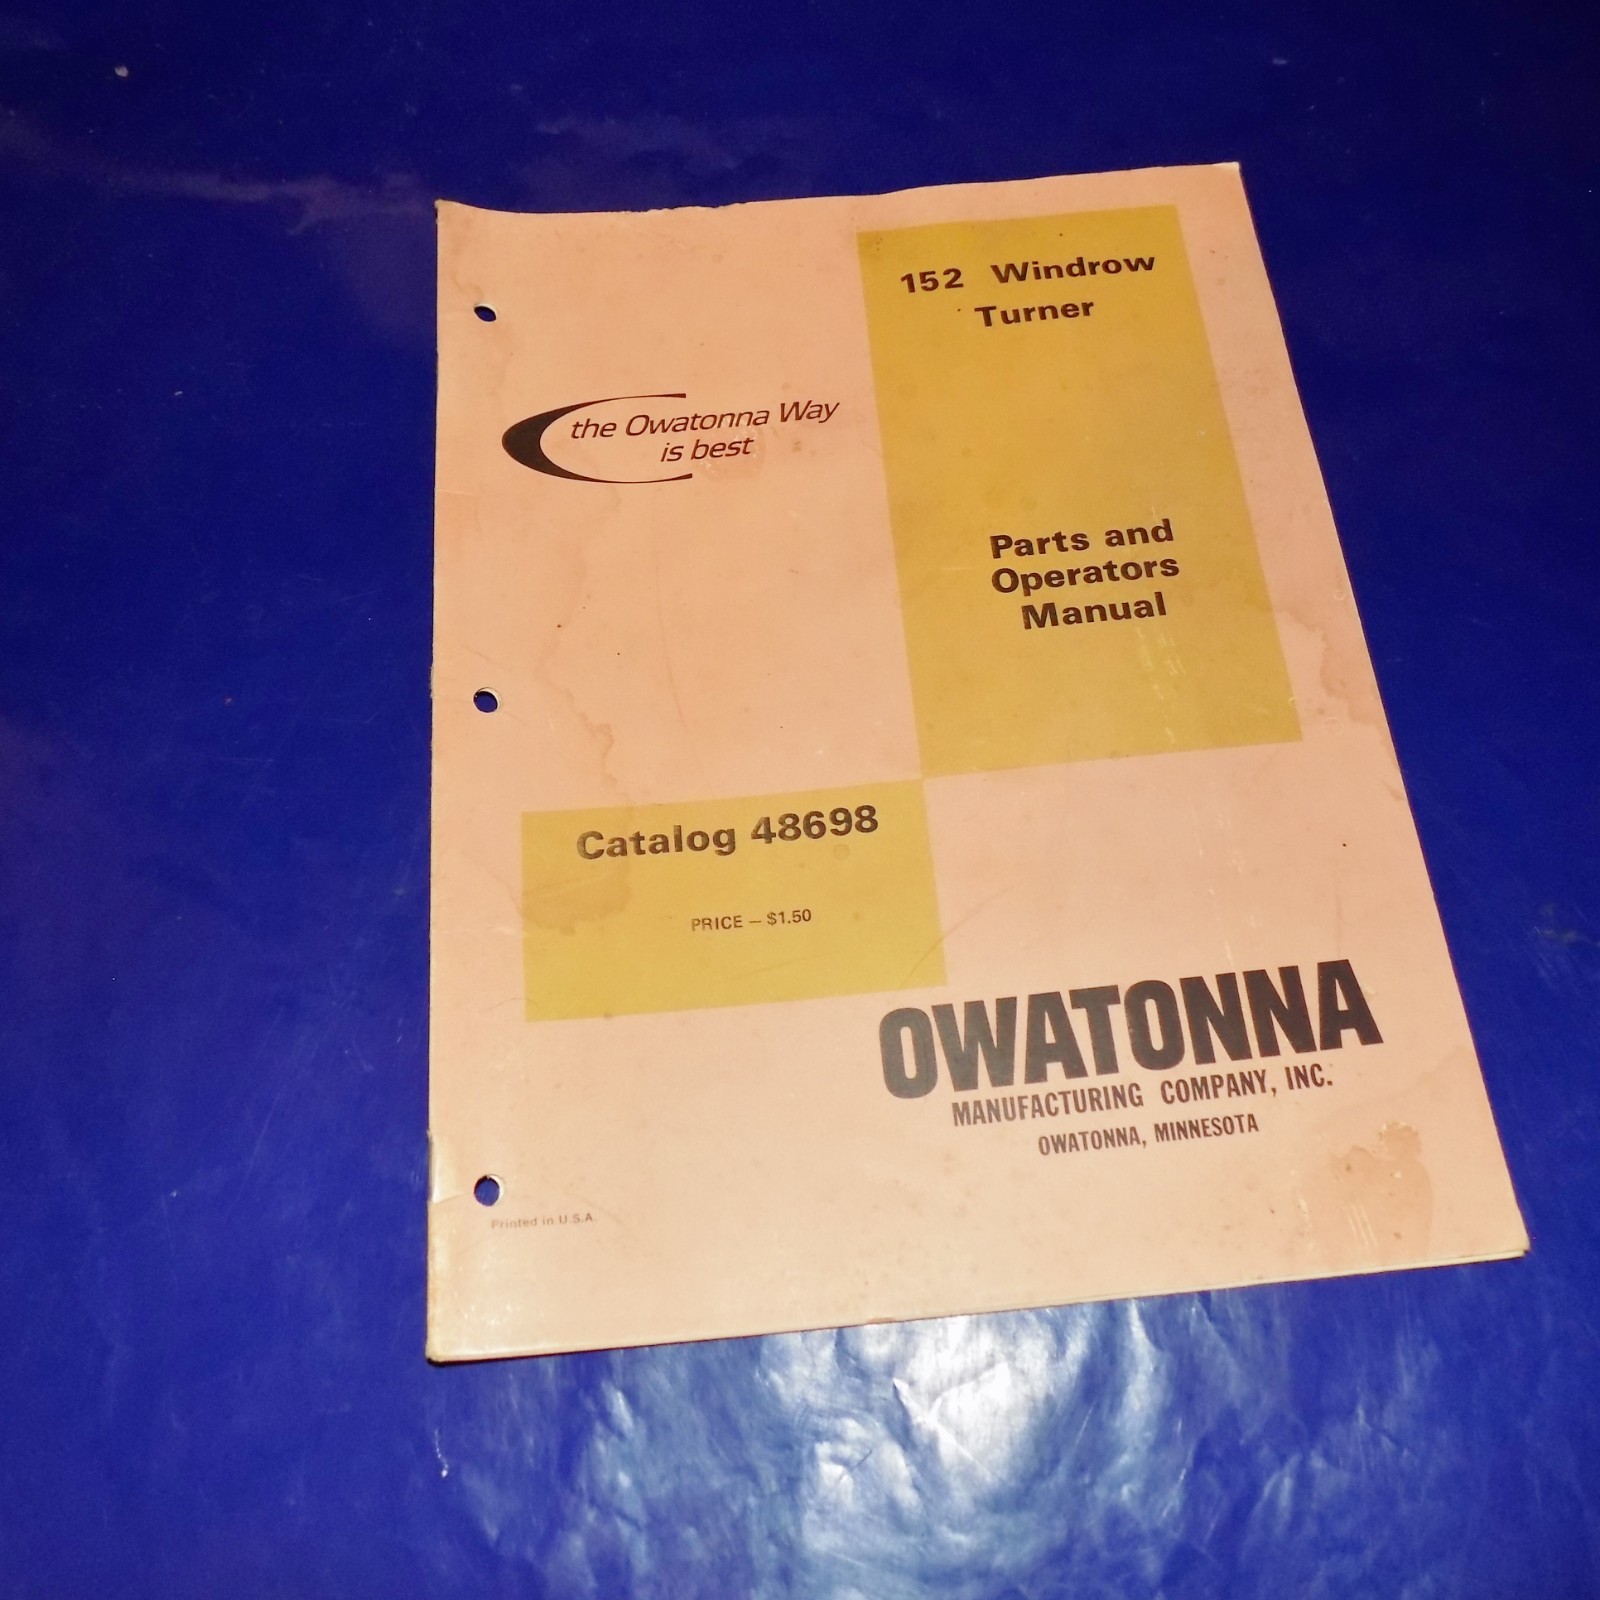 152 Windrow
Turner
the Owatonna Way
is best
Parts and
Operators
Manual
Catalog 48698
PRICE – $1.50
OWATONNA
MANUFACTURING COMPANY, INC.
OWATONNA, MINNESOTA
Printed in U.S.A.